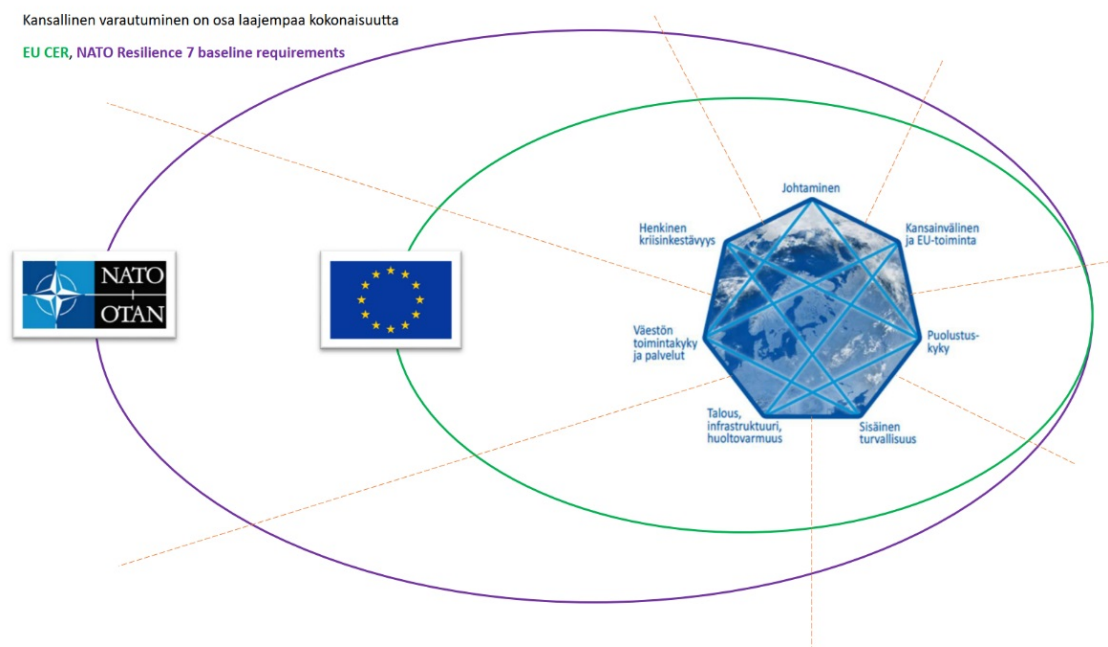 Kansallinen varautuminen on osa laajempaa kokonaisuutta
EU CER, NATO Resilience 7 baseline requirements
Johtaminen
Henkinen
kriisinkestävyys
Kansainvälinen
ja EU-toiminta
NATO
OTAN
Väestön
toimintakyky
ja palvelut
Puolustus-
kyky
Talous,
infrastruktuuri,
huoltovarmuus
Sisäinen
turvallisuus